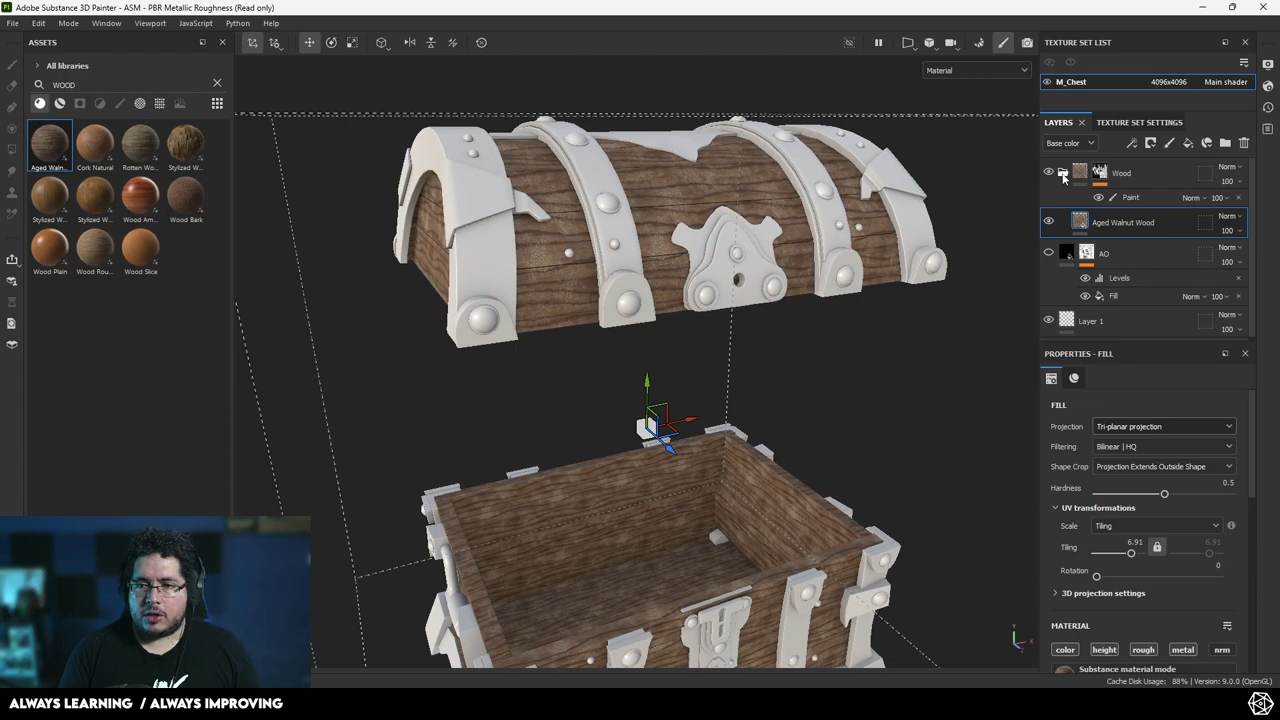 Adobe Substance 3D Painter - ASM - PBR Metallic Roughness (Read only)
File Edit Mode Window Viewport JavaScript Python Help
ASSETS
All libraries
WOOD
Aged Waln... Cork Natural Rotten Wo... Stylized W...
Stylized W... Stylized W... Wood Am... Wood Bark
Wood Plain Wood Rou... Wood Slice
Material
TEXTURE SET LIST
M_Chest 4096x4096 Main shader
LAYERS TEXTURE SET SETTINGS
Base color
Wood Norm 100
Paint Norm 100
Aged Walnut Wood Norm 100
AO Norm 100
Levels
Fill Norm 100
Layer 1 Norm 100
PROPERTIES - FILL
FILL
Projection Tri-planar projection
Filtering Bilinear | HQ
Shape Crop Projection Extends Outside Shape
Hardness 0.5
UV transformations
Scale Tiling
Tiling 6.91 6.91
Rotation 0
3D projection settings
MATERIAL
color height rough metal nrm
Substance material mode
Cache Disk Usage: 88% | Version: 9.0.0 (OpenGL)
ALWAYS LEARNING / ALWAYS IMPROVING